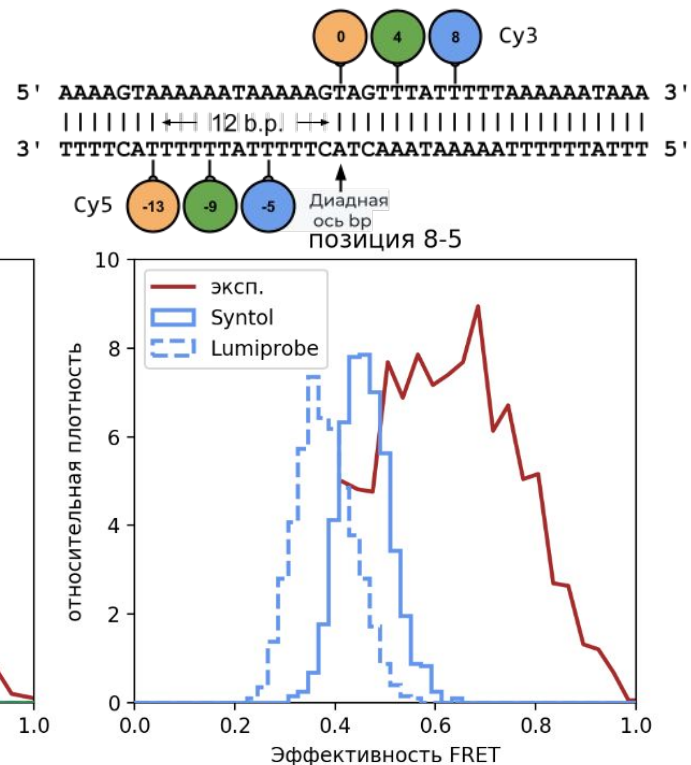 0 4 8 Cy3
5' AAAAGTAAAAAATAAAAAGTAGTTTATTTTTAAAAAATAAA 3'
12 b.p.
3' TTTTCATTTTTTATTTTTCATCAAATAAAAATTTTTTATTT 5'
Cy5 -13 -9 -5 Диадная
ось bp
позиция 8-5
10
8
6
4
2
0
относительная плотность
эксп.
Syntol
Lumiprobe
1.0 0.0 0.2 0.4 0.6 0.8 1.0
Эффективность FRET